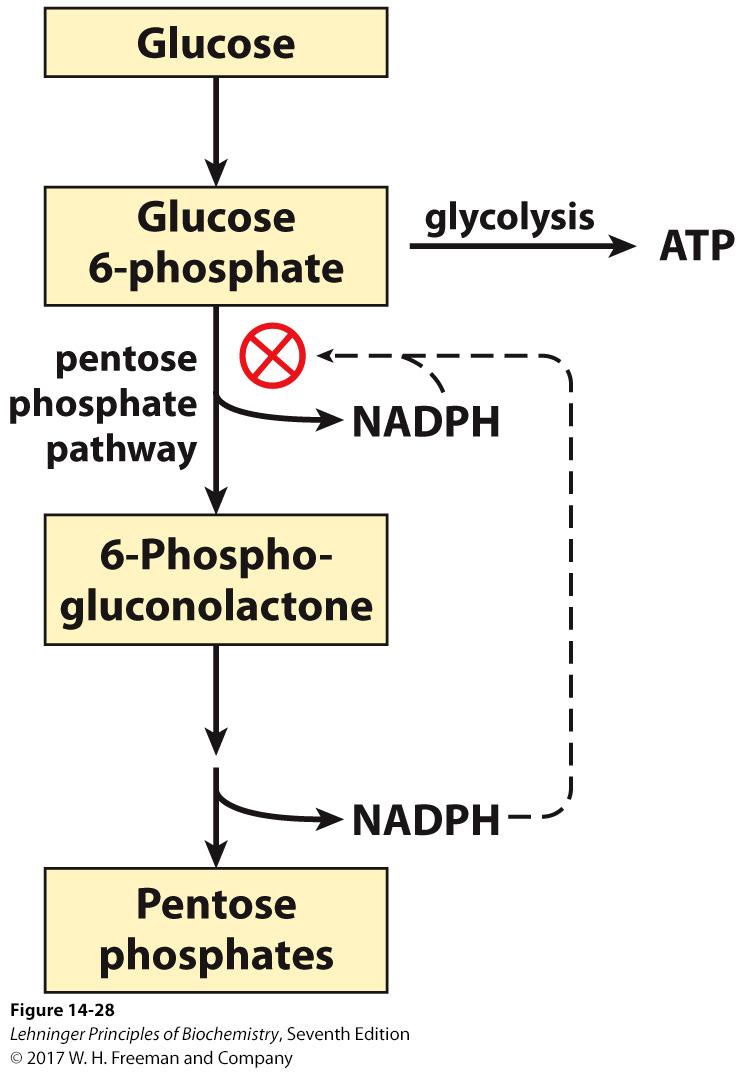 Glucose
Glucose
6-phosphate
glycolysis
ATP
pentose
phosphate
pathway
NADPH
6-Phospho-
gluconolactone
NADPH
Pentose
phosphates
Figure 14-28
Lehninger Principles of Biochemistry, Seventh Edition
© 2017 W. H. Freeman and Company